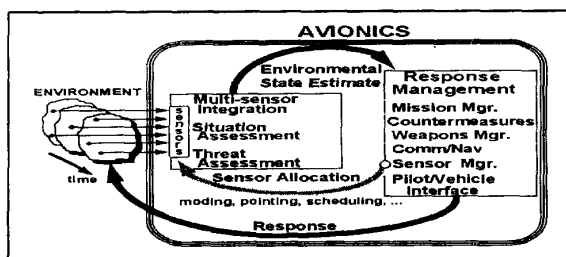 AVIONICS
ENVIRONMENT
time
sensors
Multi-sensor
Integration
Situation
Assessment
Threat
Assessment
Environmental
State Estimate
Response
Management
Mission Mgr.
Countermeasures
Weapons Mgr.
Comm/Nav
Sensor Mgr.
Pilot/Vehicle
Interface
Sensor Allocation
moding, pointing, scheduling, ...
Response